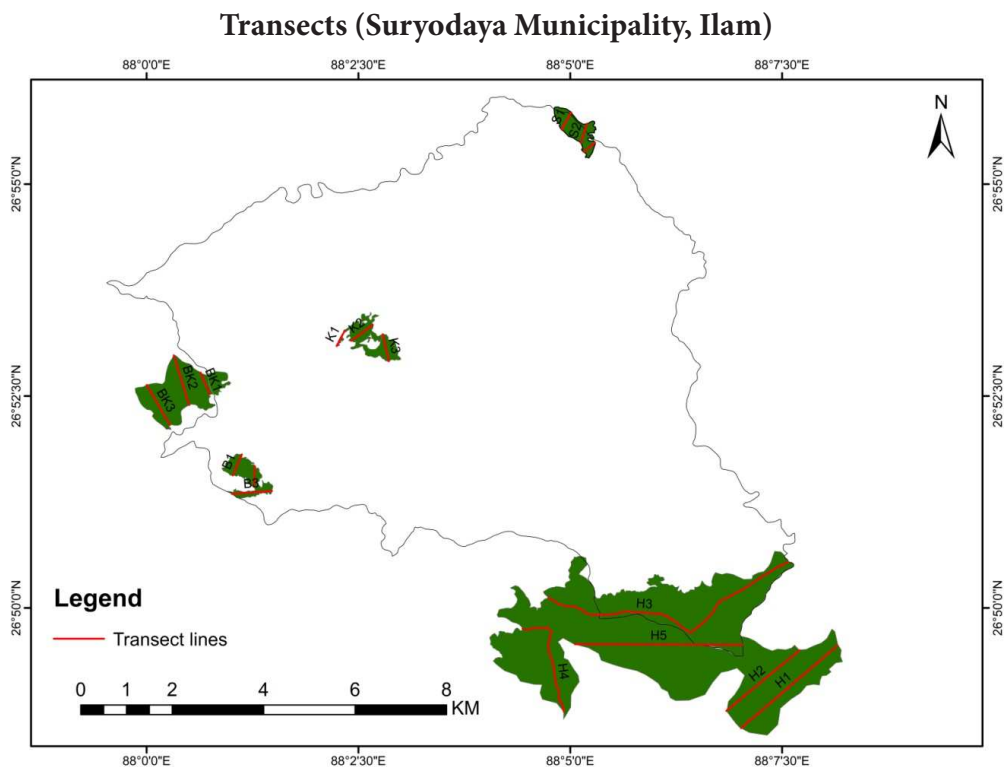 Transects (Suryodaya Municipality, Ilam)
88°0'0"E 88°2'30"E 88°5'0"E 88°7'30"E
N
S1
S2
26°55'0"N 26°55'0"N
K1 K2
K3
26°52'30"N 26°52'30"N
BK3 BK2 BK1
B1
B3
26°50'0"N 26°50'0"N
H3
H5
H4
H2
H1
Legend
Transect lines
0 1 2 4 6 8
KM
88°0'0"E 88°2'30"E 88°5'0"E 88°7'30"E